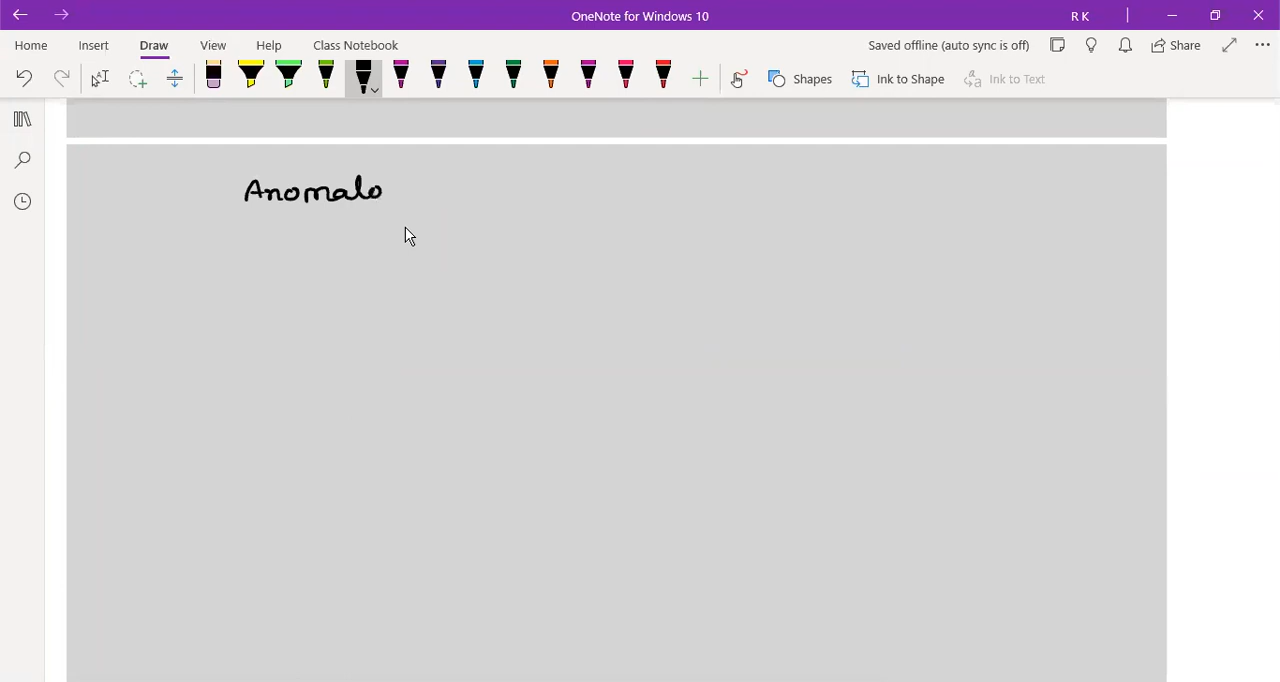 OneNote for Windows 10
R K
Home Insert Draw View Help Class Notebook
Saved offline (auto sync is off) Share
Shapes Ink to Shape Ink to Text
Anomalo